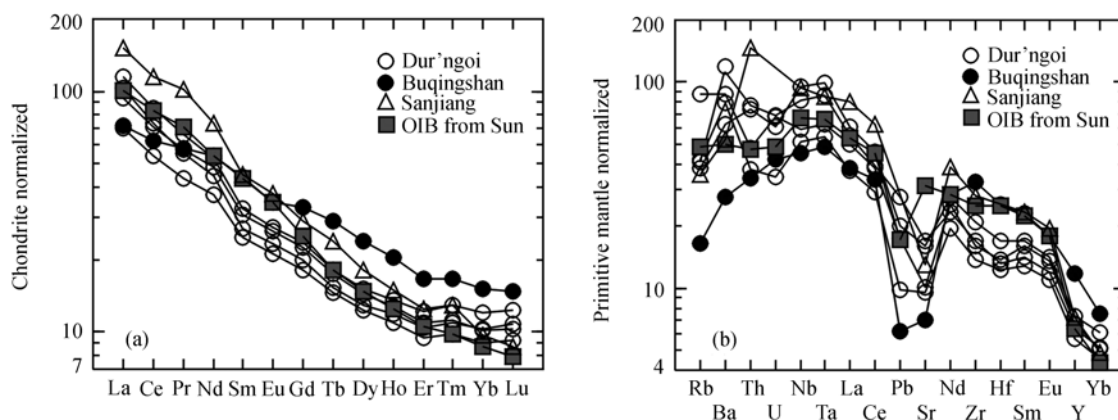 200
100
10
7
Chondrite normalized
Dur'ngoi
Buqingshan
Sanjiang
OIB from Sun
(a)
La Ce Pr Nd Sm Eu Gd Tb Dy Ho Er Tm Yb Lu
200
100
10
4
Primitive mantle normalized
Dur'ngoi
Buqingshan
Sanjiang
OIB from Sun
(b)
Rb Th Nb La Pb Nd Hf Eu Yb
Ba U Ta Ce Sr Zr Sm Y